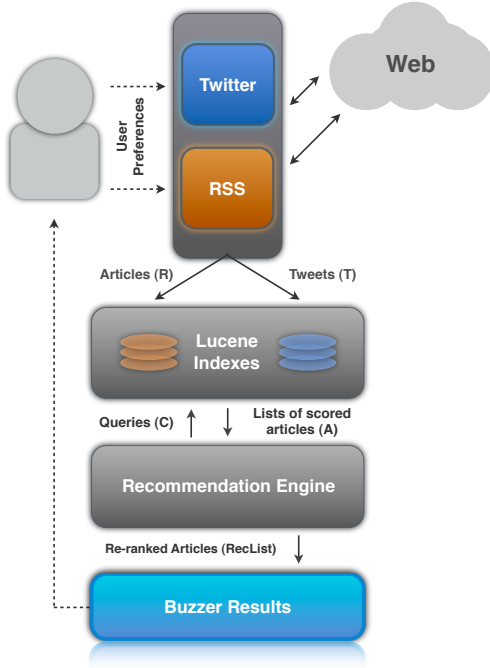 Twitter
Web
User
Preferences
RSS
Articles (R)
Tweets (T)
Lucene
Indexes
Queries (C)
Lists of scored
articles (A)
Recommendation Engine
Re-ranked Articles (RecList)
Buzzer Results